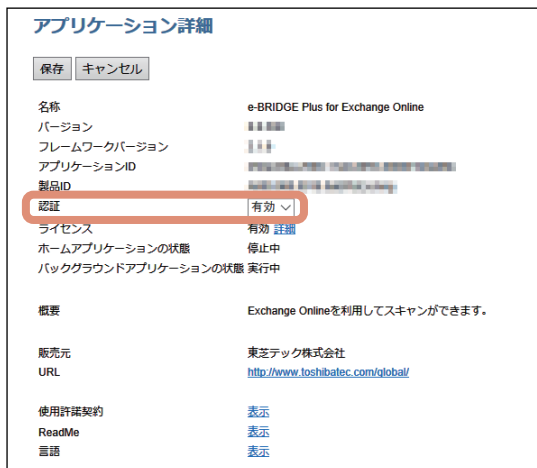 アプリケーション詳細
保存 キャンセル
名称 e-BRIDGE Plus for Exchange Online
バージョン
フレームワークバージョン
アプリケーションID
製品ID
認証 有効
ライセンス 有効 詳細
ホームアプリケーションの状態 停止中
バックグラウンドアプリケーションの状態 実行中
概要 Exchange Onlineを利用してスキャンができます。
販売元 東芝テック株式会社
URL http://www.toshibatec.com/global/
使用許諾契約 表示
ReadMe 表示
言語 表示